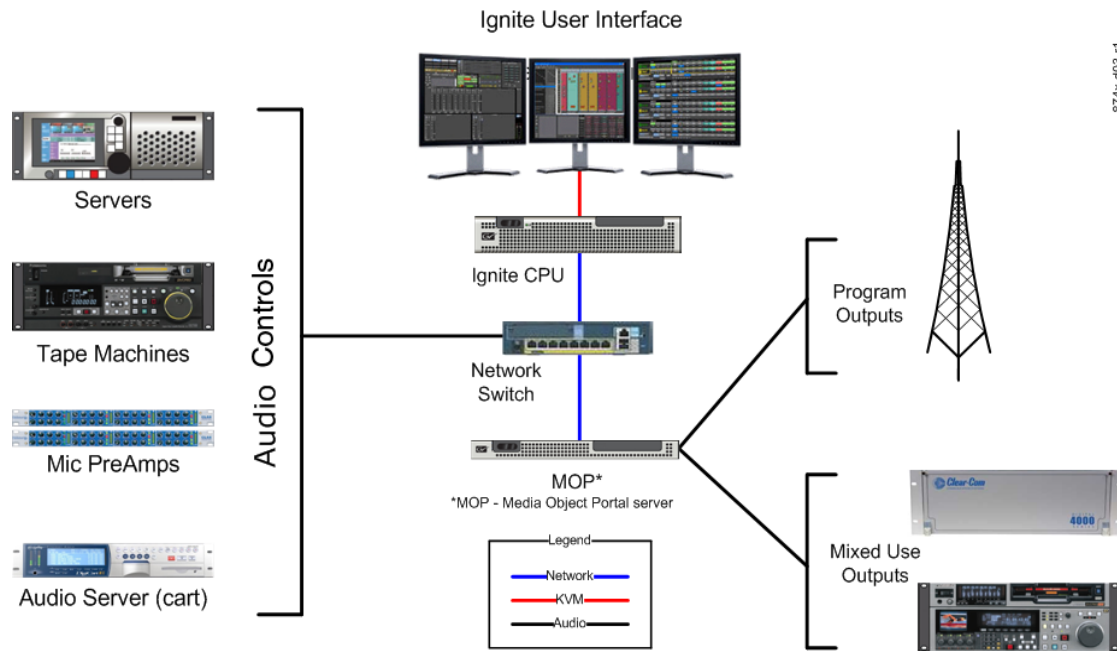 Ignite User Interface
Servers
Tape Machines
Mic PreAmps
Audio Server (cart)
Audio Controls
Ignite CPU
Network
Switch
MOP*
*MOP - Media Object Portal server
Legend
Network
KVM
Audio
Program
Outputs
Mixed Use
Outputs
Clear-Com
4000